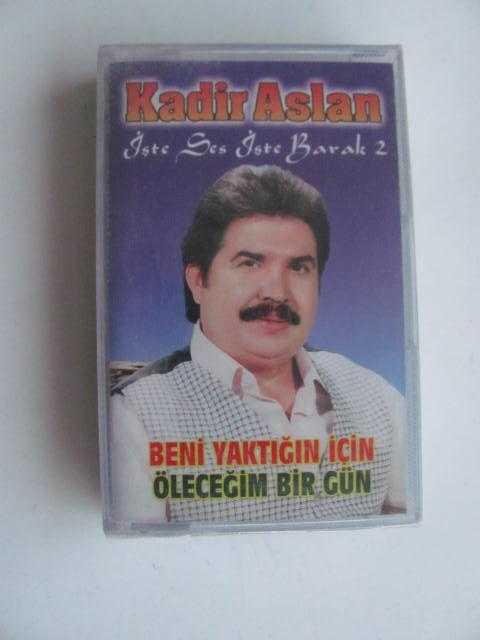 Kadir Aslan
İşte Ses İşte Barak 2
BENİ YAKTIĞIN İÇİN
ÖLECEĞİM BİR GÜN